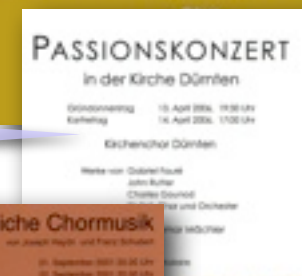 PASSIONSKONZERT
in der Kirche Dürnten
Gründonnerstag 13. April 2006, 19:30 Uhr
Karfreitag 14. April 2006, 17:00 Uhr
Kirchenchor Dürnten
Werke von Gabriel Fauré
John Rutter
Charles Gounod
Chor und Orchester
iche Chormusik
von Joseph Haydn und Franz Schubert